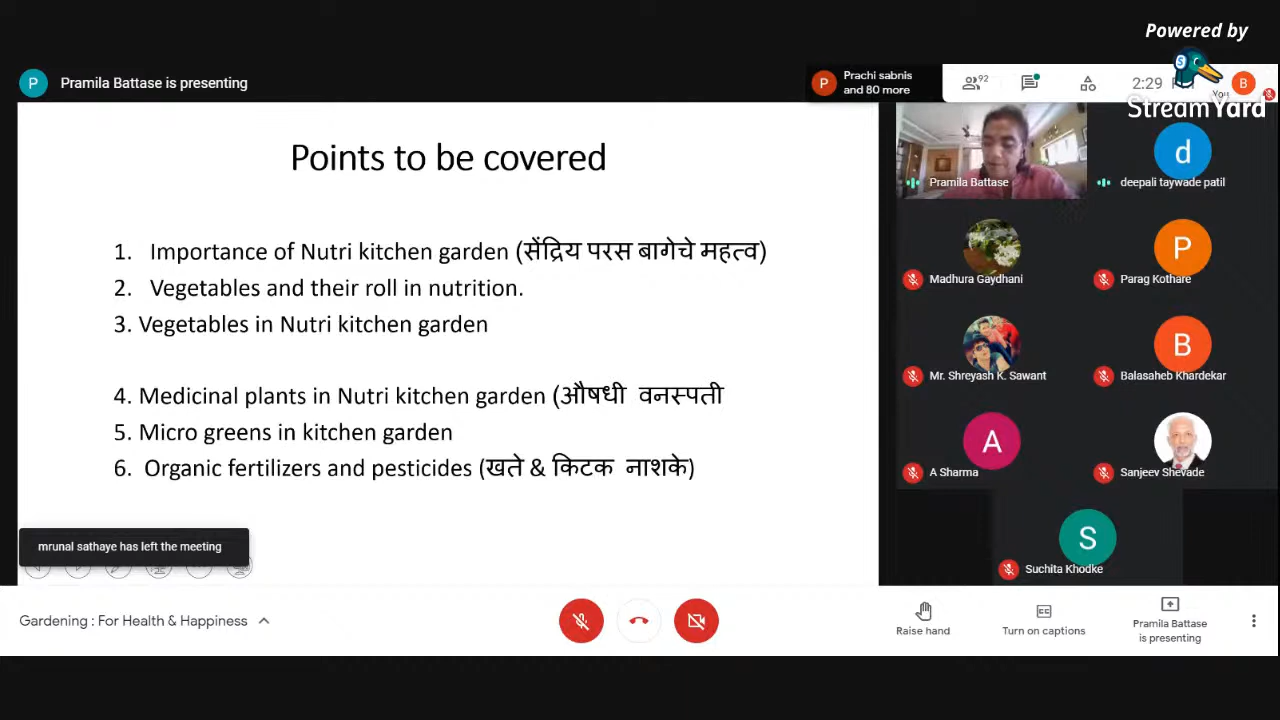 Powered by
StreamYard
P Pramila Battase is presenting
P Prachi sabnis
and 80 more
92
2:29
You
B
Points to be covered
1. Importance of Nutri kitchen garden (सेंद्रिय परस बागेचे महत्व)
2. Vegetables and their roll in nutrition.
3. Vegetables in Nutri kitchen garden
4. Medicinal plants in Nutri kitchen garden (औषधी वनस्पती
5. Micro greens in kitchen garden
6. Organic fertilizers and pesticides (खते & किटक नाशके)
Pramila Battase
d
deepali taywade patil
Madhura Gaydhani
P
Parag Kothare
Mr. Shreyash K. Sawant
B
Balasaheb Khardekar
A
A Sharma
Sanjeev Shevade
S
Suchita Khodke
mrunal sathaye has left the meeting
Gardening : For Health & Happiness
Raise hand
Turn on captions
Pramila Battase
is presenting